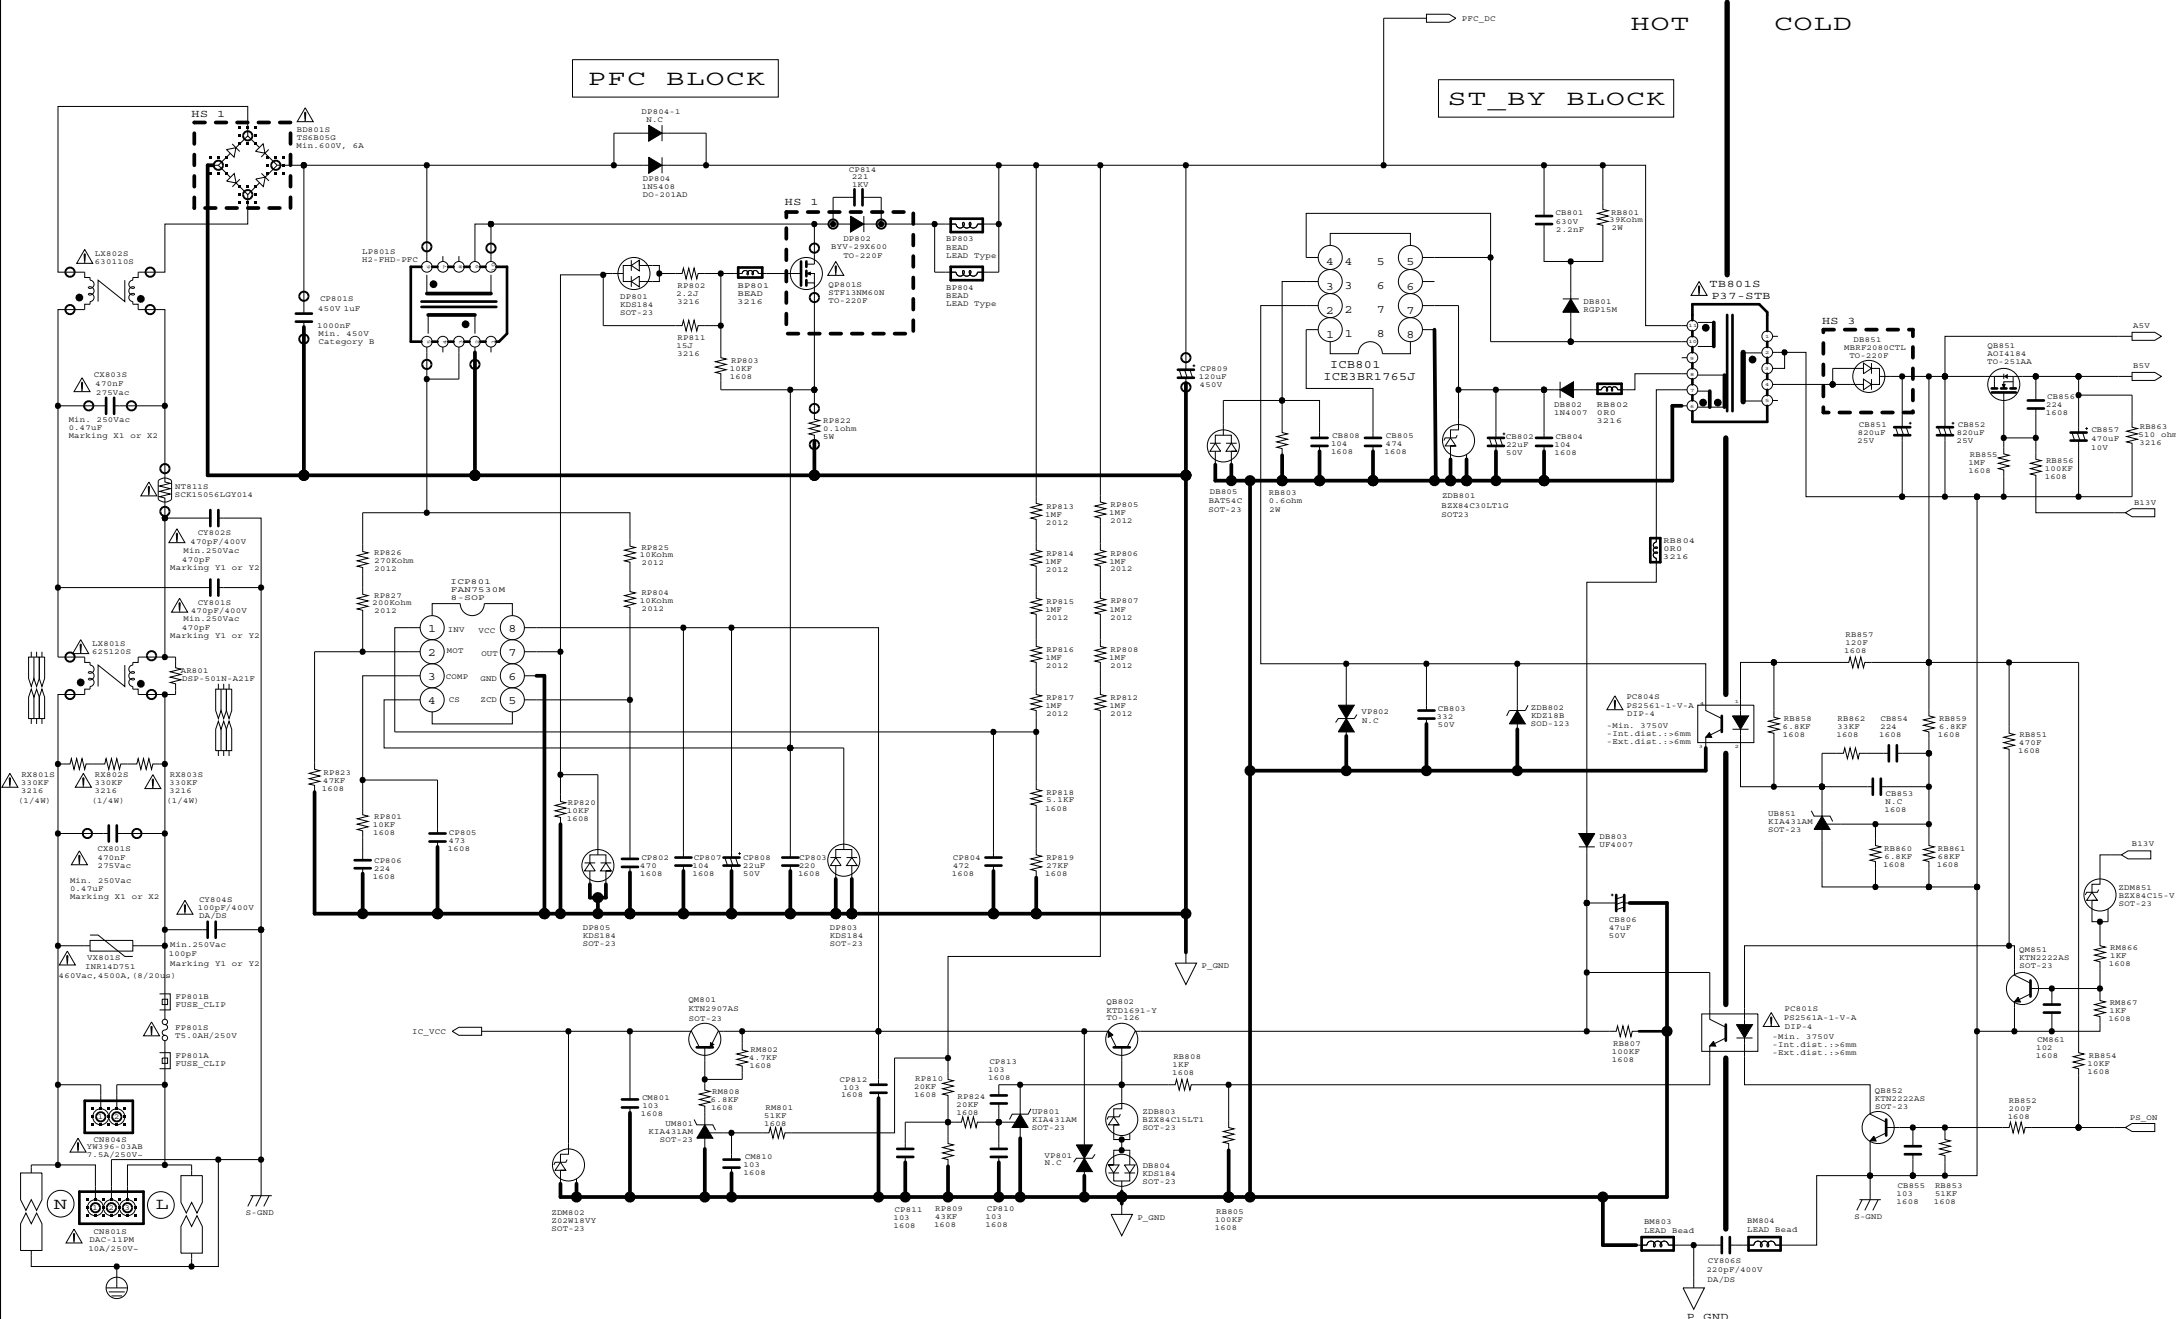 HOT COLD
PFC BLOCK
ST_BY BLOCK
PFC_DC
HS 1
BD801S
TS6B05G
Min.600V, 6A
DP804-1
N.C
DP804
1N5408
DO-201AD
CP814
221
1KV
HS 1
DP802
BYV-29X600
TO-220F
QP801S
STF13NM60N
TO-220F
BP803
BEAD
LEAD Type
BP804
BEAD
LEAD Type
LX802S
630110S
LP801S
H2-FHD-PFC
CP801S
450V 1uF
1000nF
Min. 450V
Category B
DP801
KDS184
SOT-23
RP802
2.2J
3216
BP801
BEAD
3216
RP811
15J
3216
RP803
10KF
1608
RP822
0.1ohm
5W
CP809
120uF
450V
4 4 5 5
3 3 6 6
2 2 7 7
1 1 8 8
ICB801
ICE3BR1765J
CB801
630V
2.2nF
RB801
39Kohm
2W
DB801
RGP15M
TB801S
P37-STB
HS 3
DB851
MBRF2080CTL
TO-220F
QB851
AOI4184
TO-251AA
A5V
B5V
B13V
CX803S
470nF
275Vac
Min. 250Vac
0.47uF
Marking X1 or X2
DB805
BAT54C
SOT-23
RB803
0.6ohm
2W
CB808
104
1608
CB805
474
1608
ZDB801
BZX84C30LT1G
SOT23
CB802
22uF
50V
CB804
104
1608
DB802
1N4007
RB802
0R0
3216
CB851
820uF
25V
CB852
820uF
25V
RB855
1MF
1608
CB856
224
1608
RB856
100KF
1608
CB857
470uF
10V
RB863
510 ohm
3216
NT811S
SCK15056LGY014
CY802S
470pF/400V
Min.250Vac
470pF
Marking Y1 or Y2
CY801S
470pF/400V
Min.250Vac
470pF
Marking Y1 or Y2
RP826
270Kohm
2012
RP827
200Kohm
2012
RP825
10Kohm
2012
RP804
10Kohm
2012
ICP801
FAN7530M
8-SOP
1 INV VCC 8
2 MOT OUT 7
3 COMP GND 6
4 CS ZCD 5
RP813
1MF
2012
RP805
1MF
2012
RP814
1MF
2012
RP806
1MF
2012
RP815
1MF
2012
RP807
1MF
2012
RP816
1MF
2012
RP808
1MF
2012
RP817
1MF
2012
RP812
1MF
2012
RB804
0R0
3216
LX801S
625120S
AR801
DSP-501N-A21F
VP802
N.C
CB803
332
50V
ZDB802
KDZ18B
SOD-123
PC804S
PS2561-1-V-A
DIP-4
-Min. 3750V
-Int.dist.:>6mm
-Ext.dist.:>6mm
RB857
120F
1608
RB858
6.8KF
1608
RB862
33KF
1608
CB854
224
1608
RB859
6.8KF
1608
RB851
470F
1608
CB853
N.C
1608
UB851
KIA431AM
SOT-23
RB860
6.8KF
1608
RB861
68KF
1608
RX801S
330KF
3216
(1/4W)
RX802S
330KF
3216
(1/4W)
RX803S
330KF
3216
(1/4W)
RP823
47KF
1608
RP801
10KF
1608
CP806
224
1608
CP805
473
1608
RP820
10KF
1608
DP805
KDS184
SOT-23
CP802
470
1608
CP807
104
1608
CP808
22uF
50V
CP803
220
1608
DP803
KDS184
SOT-23
CP804
472
1608
RP818
5.1KF
1608
RP819
27KF
1608
P_GND
DB803
UF4007
CB806
47uF
50V
B13V
ZDM851
BZX84C15-V
SOT-23
CX801S
470nF
275Vac
Min. 250Vac
0.47uF
Marking X1 or X2
CY804S
100pF/400V
DA/DS
Min.250Vac
100pF
Marking Y1 or Y2
VX801S
INR14D751
460Vac,4500A,(8/20us)
FP801B
FUSE_CLIP
FP801S
T5.0AH/250V
FP801A
FUSE_CLIP
CN804S
YW396-03AB
7.5A/250V~
N L
CN801S
DAC-11PM
10A/250V~
S-GND
IC_VCC
QM801
KTN2907AS
SOT-23
RM802
4.7KF
1608
RM808
6.8KF
1608
CM801
103
1608
UM801
KIA431AM
SOT-23
RM801
51KF
1608
CM810
103
1608
ZDM802
Z02W18VY
SOT-23
CP812
103
1608
RP810
20KF
1608
RP824
20KF
1608
CP813
103
1608
UP801
KIA431AM
SOT-23
CP811
103
1608
RP809
43KF
1608
CP810
103
1608
VP801
N.C
QB802
KTD1691-Y
TO-126
RB808
1KF
1608
ZDB803
BZX84C15LT1
SOT-23
DB804
KDS184
SOT-23
P_GND
RB805
100KF
1608
RB807
100KF
1608
PC801S
PS2561A-1-V-A
DIP-4
-Min. 3750V
-Int.dist.:>6mm
-Ext.dist.:>6mm
QM851
KTN2222AS
SOT-23
RM866
1KF
1608
RM867
1KF
1608
CM861
102
1608
RB854
10KF
1608
QB852
KTN2222AS
SOT-23
RB852
200F
1608
PS_ON
CB855
103
1608
RB853
51KF
1608
S-GND
BM803
LEAD Bead
BM804
LEAD Bead
CY806S
220pF/400V
DA/DS
P_GND